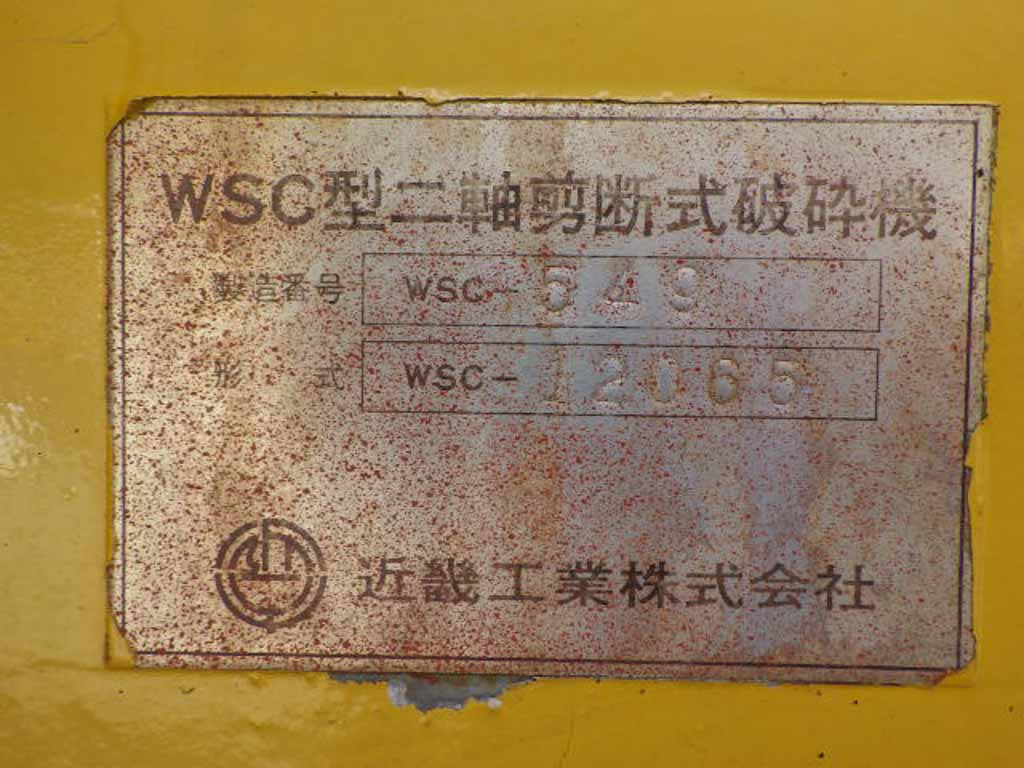 WSC型二軸剪断式破砕機
製造番号 WSC-549
形式 WSC-12065
近畿工業株式会社